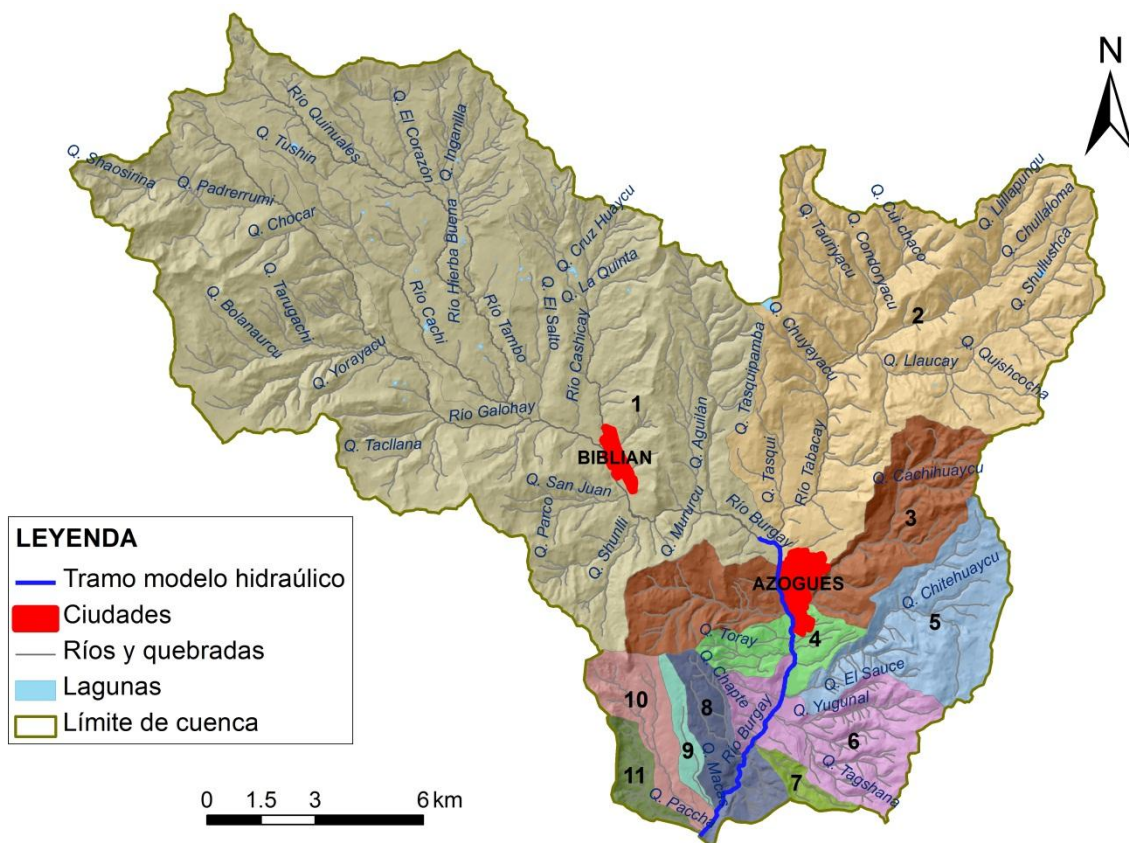 N
Río Quinuales
Q. El Corazón
Q. Inganilla
Q. Tushin
Q. Shaosirina
Q. Padrerrumi
Q. Chocar
Río Hierba Buena
Q. Cruz Huaycu
Q. La Quinta
Q. Tauriyacu
Q. Condoryacu
Q. Cui chaco
Q. Llillapungu
Q. Chullaloma
Q. Shullushca
2
Q. Bolanaurcu
Q. Tarugachi
Q. Yorayacu
Río Cachi
Río Tambo
Q. El Salto
Río Cashicay
Q. Tasquipamba
Q. Chuyayacu
Q. Llaucay
Q. Quishcocha
Río Galohay
1
Q. Aguilán
Q. Tasqui
Río Tabacay
Q. Tacllana
BIBLIAN
Q. San Juan
Q. Parco
Q. Shunlli
Q. Mururcu
Río Burgay
Q. Cachihuaycu
3
AZOGUES
Q. Chitehuaycu
5
Q. Toray
4
Q. El Sauce
Q. Chapte
Q. Yugunal
10
8
Río Burgay
6
9
Q. Macas
11
7
Q. Tagshana
Q. Paccha
LEYENDA
Tramo modelo hidraúlico
Ciudades
Ríos y quebradas
Lagunas
Límite de cuenca
0 1.5 3 6 km